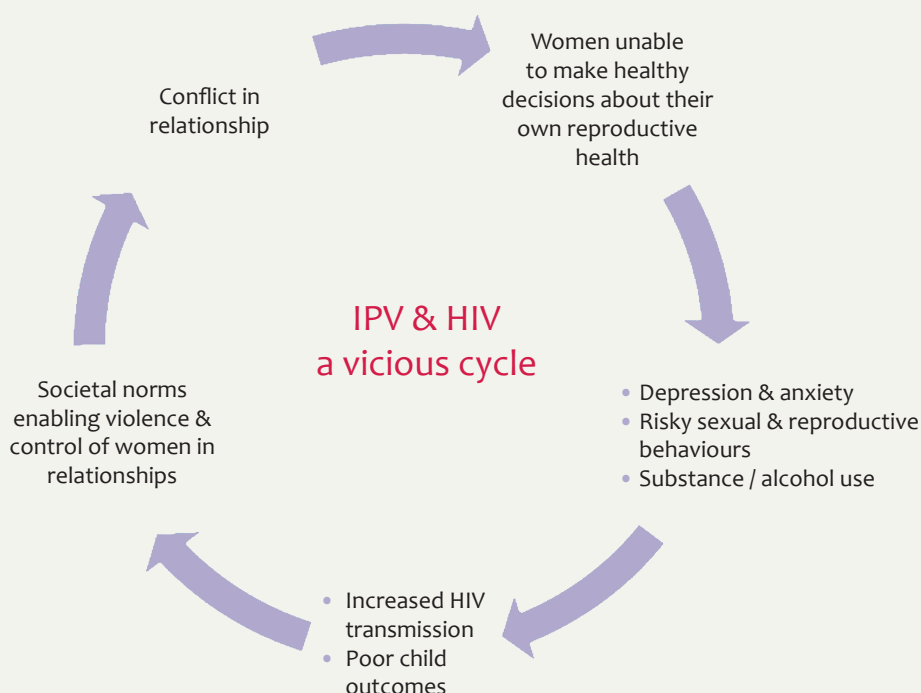 Conflict in
relationship
Women unable
to make healthy
decisions about their
own reproductive
health
IPV & HIV
a vicious cycle
• Depression & anxiety
• Risky sexual & reproductive
behaviours
• Substance / alcohol use
• Increased HIV
transmission
• Poor child
outcomes
Societal norms
enabling violence &
control of women in
relationships